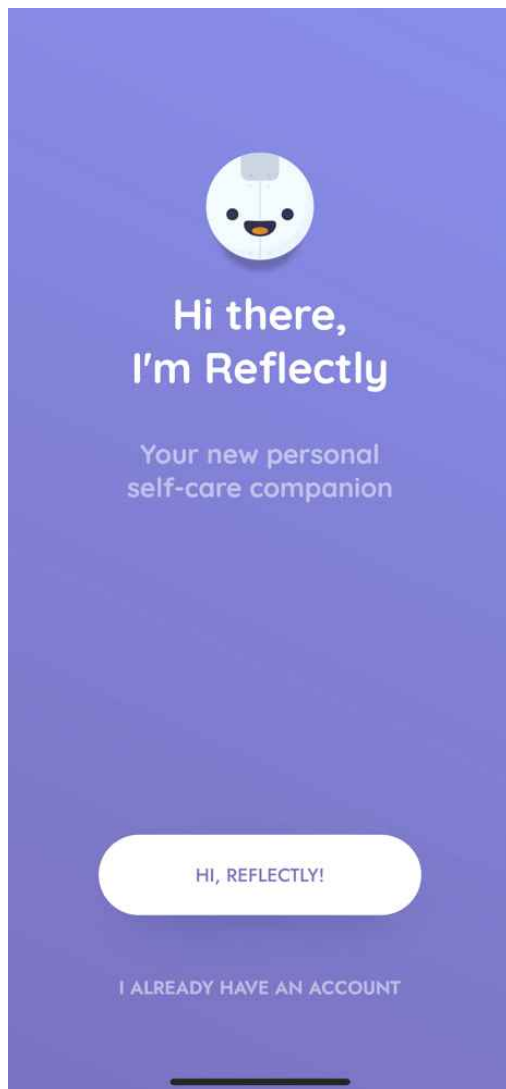 Hi there,
I'm Reflectly
Your new personal
self-care companion
HI, REFLECTLY!
I ALREADY HAVE AN ACCOUNT